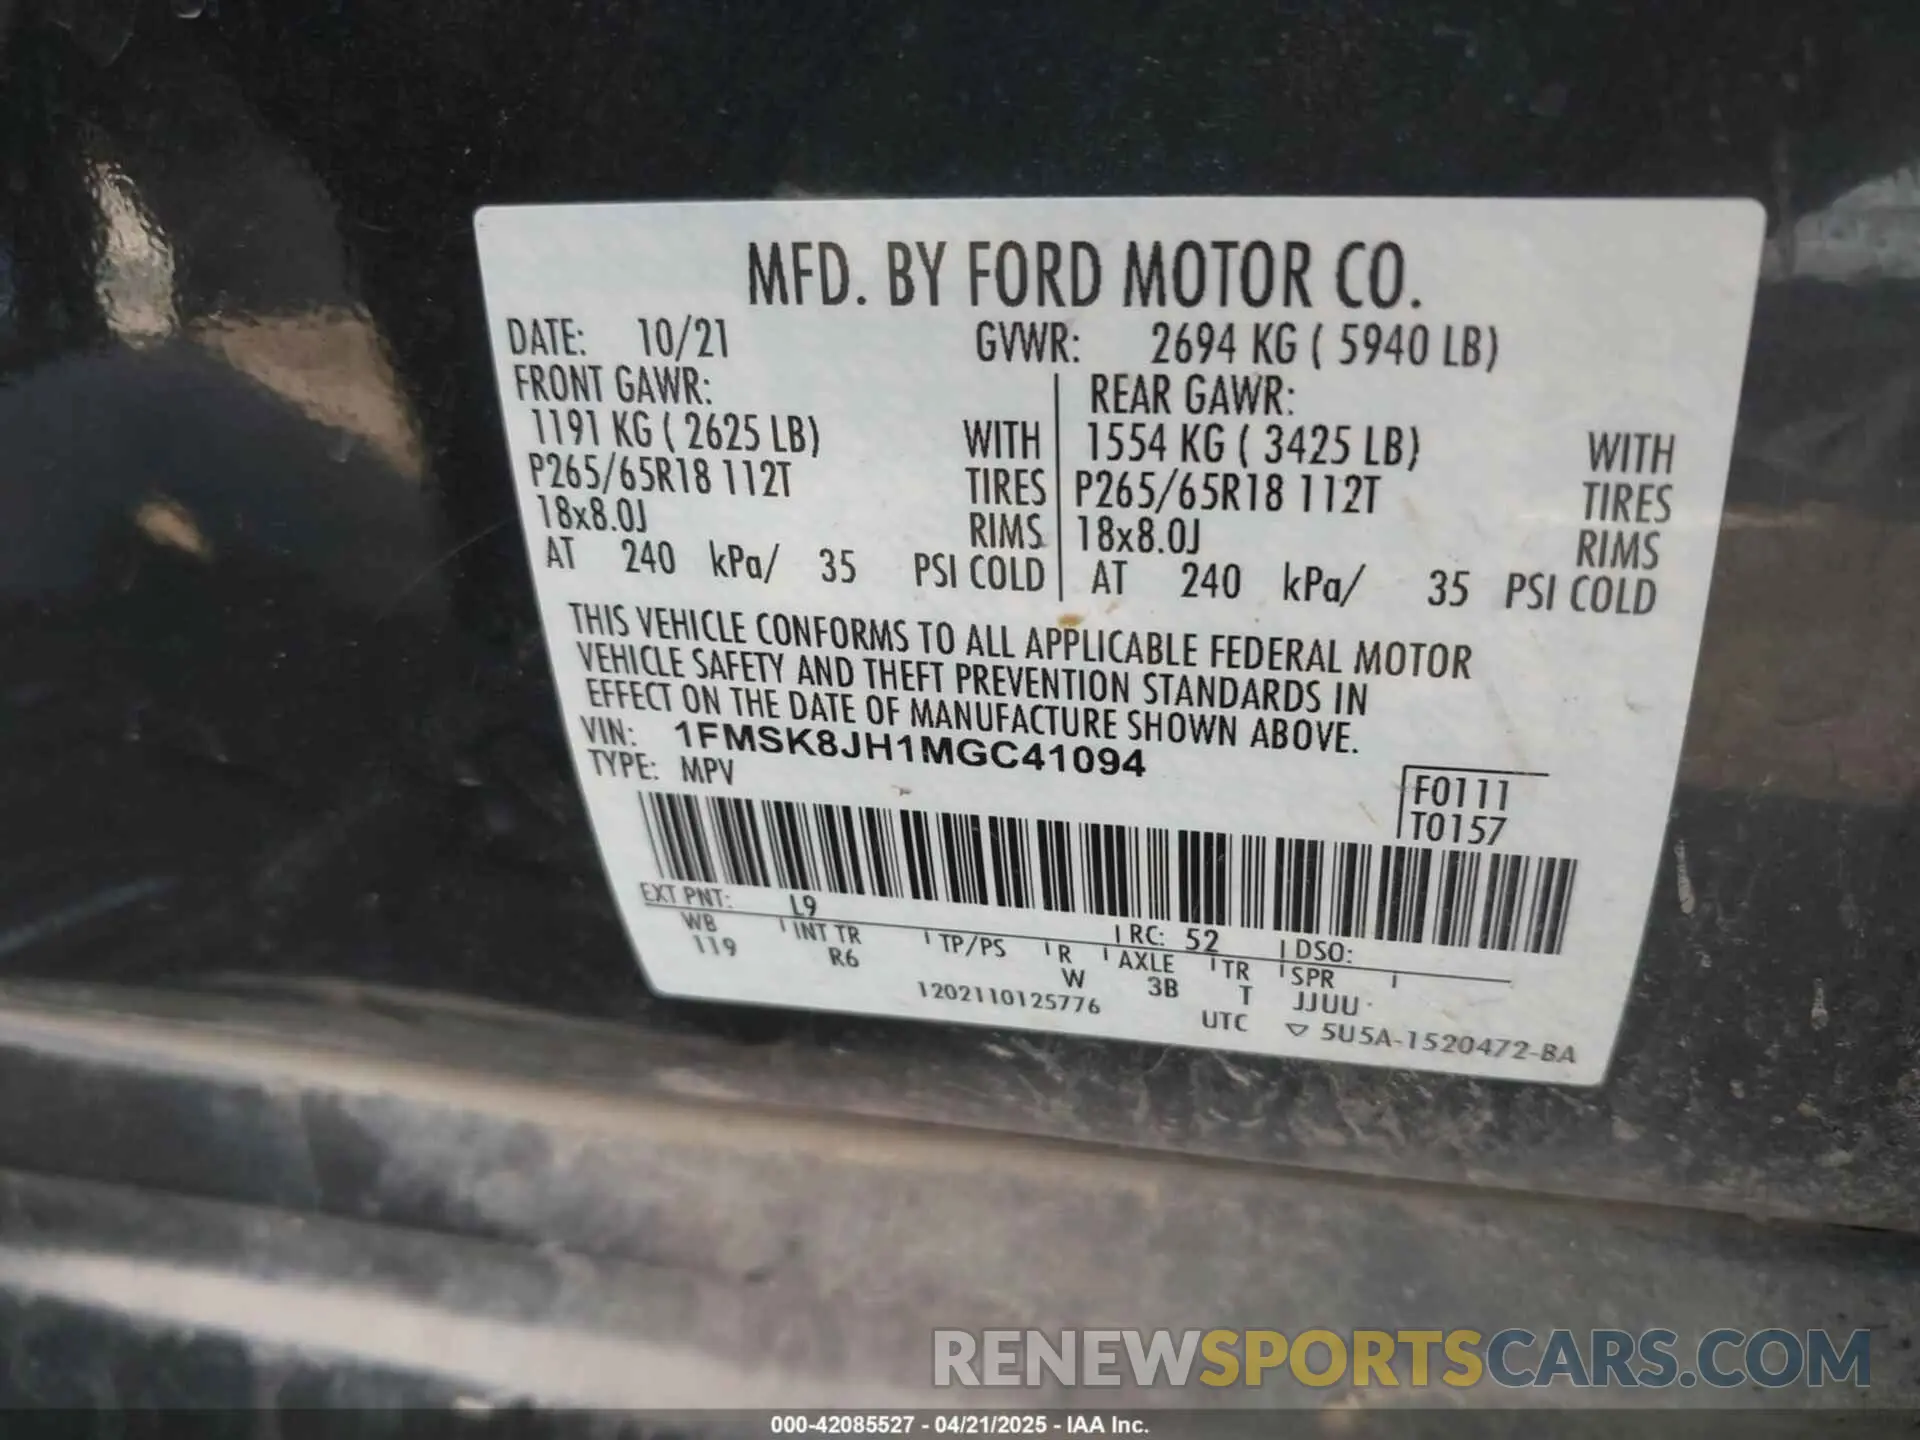 MFD. BY FORD MOTOR CO.
DATE: 10/21 GVWR: 2694 KG ( 5940 LB)
FRONT GAWR: REAR GAWR:
1191 KG ( 2625 LB) WITH 1554 KG ( 3425 LB) WITH
P265/65R18 112T TIRES P265/65R18 112T TIRES
18x8.0J RIMS 18x8.0J RIMS
AT 240 kPa/ 35 PSI COLD AT 240 kPa/ 35 PSI COLD
THIS VEHICLE CONFORMS TO ALL APPLICABLE FEDERAL MOTOR
VEHICLE SAFETY AND THEFT PREVENTION STANDARDS IN
EFFECT ON THE DATE OF MANUFACTURE SHOWN ABOVE.
VIN: 1FMSK8JH1MGC41094
TYPE: MPV
F0111
T0157
EXT PNT: L9 RC: 52 DSO:
WB INT TR TP/PS R AXLE TR SPR
119 R6 W 3B T JJUU
1202110125776 UTC ▽ 5U5A-1520472-BA
RENEWSPORTSCARS.COM
000-42085527 - 04/21/2025 - IAA Inc.